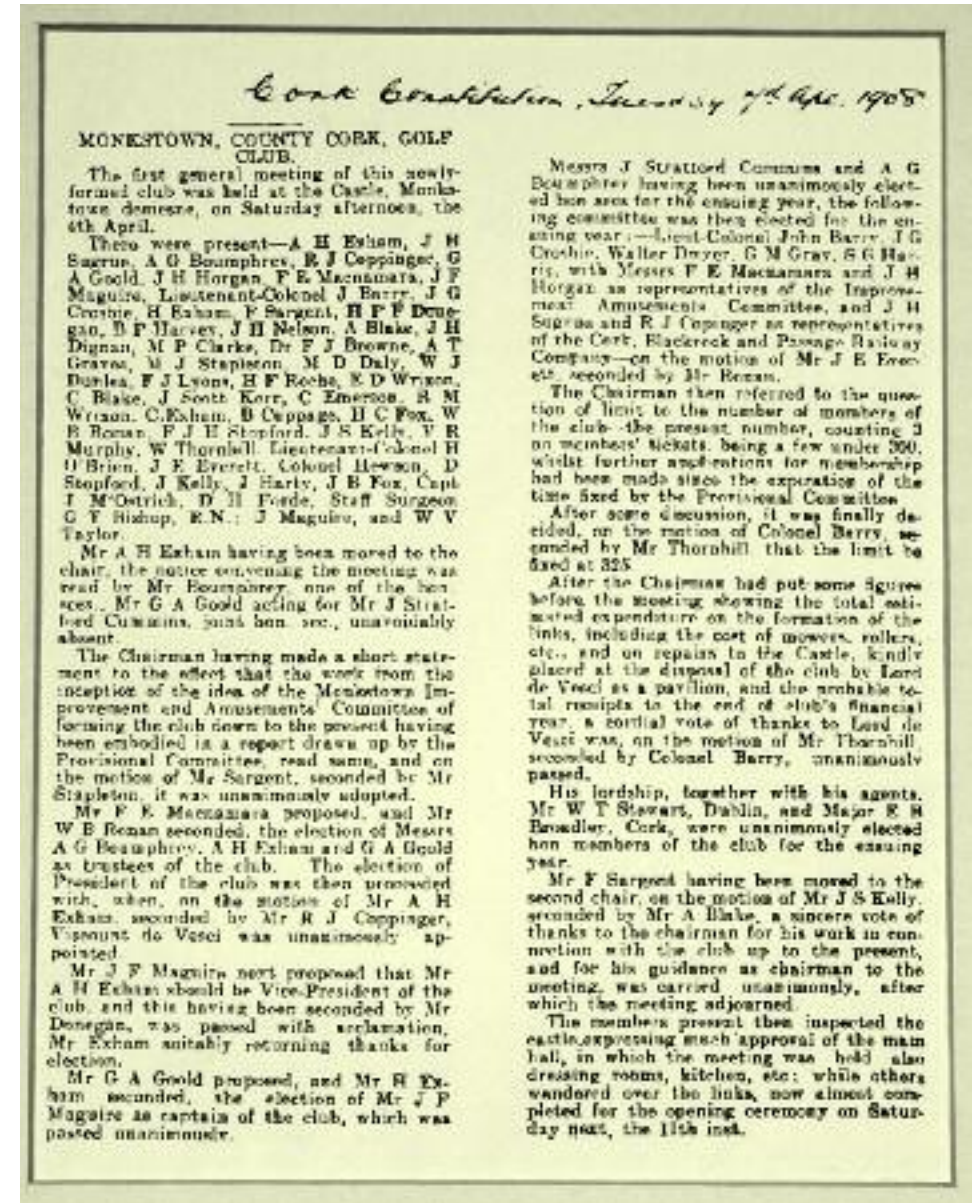 Cork Constitution, Tuesday 7th Apr. 1908
MONKSTOWN, COUNTY CORK, GOLF
CLUB.
The first general meeting of this newly-
formed club was held at the Castle, Monks-
town demesne, on Saturday afternoon, the
4th April.
There were present—A H Exham, J H
Sugrue, A G Boumphrey, R J Coppinger, G
A Goold, J H Horgan, F E Macnamara, J F
Maguire, Lieutenant-Colonel J Barry, J G
Crosbie, H Exham, F Sargent, H P F Done-
gan, B F Harvey, J H Nelson, A Blake, J H
Dignan, M P Clarke, Dr F J Browne, A T
Graves, M J Stapleton, M D Daly, W J
Dunlea, F J Lyons, H F Roche, E D Wrixon,
C Blake, J Scott Kerr, C Emerson, R M
Wrixon, C.Exham, B Cuppage, H C Fox, W
B Ronan, F J H Stopford, J S Kelly, V R
Murphy, W Thornhill, Lieutenant-Colonel H
O'Brien, J E Everett, Colonel Hewson, D
Stopford, J Kelly, J Harty, J B Fox, Capt
J M'Ostrich, D H Forde, Staff Surgeon
G Y Bishop, R.N.; J Maguire, and W V
Taylor.
Mr A H Exham having been moved to the
chair, the notice convening the meeting was
read by Mr Boumphrey, one of the hon
secs., Mr G A Goold acting for Mr J Strat-
ford Cummins, joint hon. sec., unavoidably
absent.
The Chairman having made a short state-
ment to the effect that the work from the
inception of the idea of the Monkstown Im-
provement and Amusements' Committee of
forming the club down to the present having
been embodied in a report drawn up by the
Provisional Committee, read same, and on
the motion of Mr Sargent, seconded by Mr
Stapleton, it was unanimously adopted.
Mr F E Macnamara proposed, and Mr
W B Ronan seconded, the election of Messrs
A G Boumphrey, A H Exham and G A Goold
as trustees of the club. The election of
President of the club was then proceeded
with, when, on the motion of Mr A H
Exham, seconded by Mr R J Coppinger,
Viscount de Vesci was unanimously ap-
pointed.
Mr J F Maguire next proposed that Mr
A H Exham should be Vice-President of the
club, and this having been seconded by Mr
Donegan, was passed with acclamation,
Mr Exham suitably returning thanks for
election.
Mr G A Goold proposed, and Mr H Ex-
ham seconded, the election of Mr J F
Maguire as captain of the club, which was
passed unanimously.
Messrs J Stratford Cummins and A G
Boumphrey having been unanimously elect-
ed hon secs for the ensuing year, the follow-
ing committee was then elected for the en-
suing year:—Lieut-Colonel John Barry, J G
Crosbie, Walter Dwyer, G M Gray, S G Har-
ris, with Messrs F E Macnamara and J H
Horgan as representatives of the Improve-
ment Amusements Committee, and J H
Sugrue and R J Copinger as representatives
of the Cork, Blackrock and Passage Railway
Company—on the motion of Mr J E Ever-
ett, seconded by Mr Ronan.
The Chairman then referred to the ques-
tion of limit to the number of members of
the club—the present number, counting 3
on members' tickets, being a few under 300,
whilst further applications for membership
had been made since the expiration of the
time fixed by the Provisional Committee
After some discussion, it was finally de-
cided, on the motion of Colonel Barry, se-
conded by Mr Thornhill, that the limit be
fixed at 325
After the Chairman had put some figures
before the meeting showing the total esti-
mated expenditure on the formation of the
links, including the cost of mowers, rollers,
etc., and on repairs to the Castle, kindly
placed at the disposal of the club by Lord
de Vesci as a pavilion, and the probable to-
tal receipts to the end of club's financial
year, a cordial vote of thanks to Lord de
Vesci was, on the motion of Mr Thornhill,
seconded by Colonel Barry, unanimously
passed.
His lordship, together with his agents,
Mr W T Stewart, Dublin, and Major E B
Broadley, Cork, were unanimously elected
hon members of the club for the ensuing
year.
Mr F Sargent having been moved to the
second chair, on the motion of Mr J S Kelly,
seconded by Mr A Blake, a sincere vote of
thanks to the chairman for his work in con-
nection with the club up to the present,
and for his guidance as chairman to the
meeting, was carried unanimously, after
which the meeting adjourned.
The members present then inspected the
castle,expressing much approval of the main
hall, in which the meeting was held also
dressing rooms, kitchen, etc; while others
wandered over the links, now almost com-
pleted for the opening ceremony on Satur-
day next, the 11th inst.